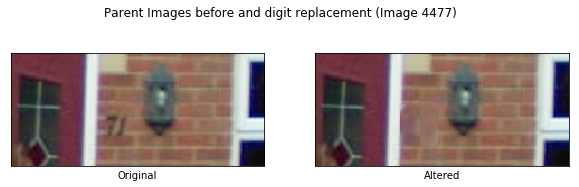 Parent Images before and digit replacement (Image 4477)
71
Original
Altered